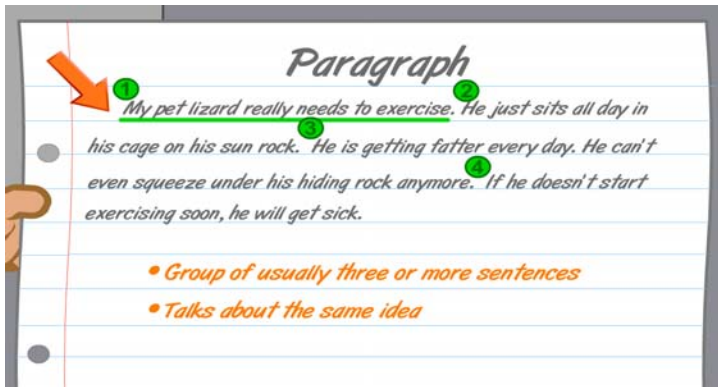 Paragraph
1 2
My pet lizard really needs to exercise. He just sits all day in
3
his cage on his sun rock. He is getting fatter every day. He can't
4
even squeeze under his hiding rock anymore. If he doesn't start
exercising soon, he will get sick.
• Group of usually three or more sentences
• Talks about the same idea